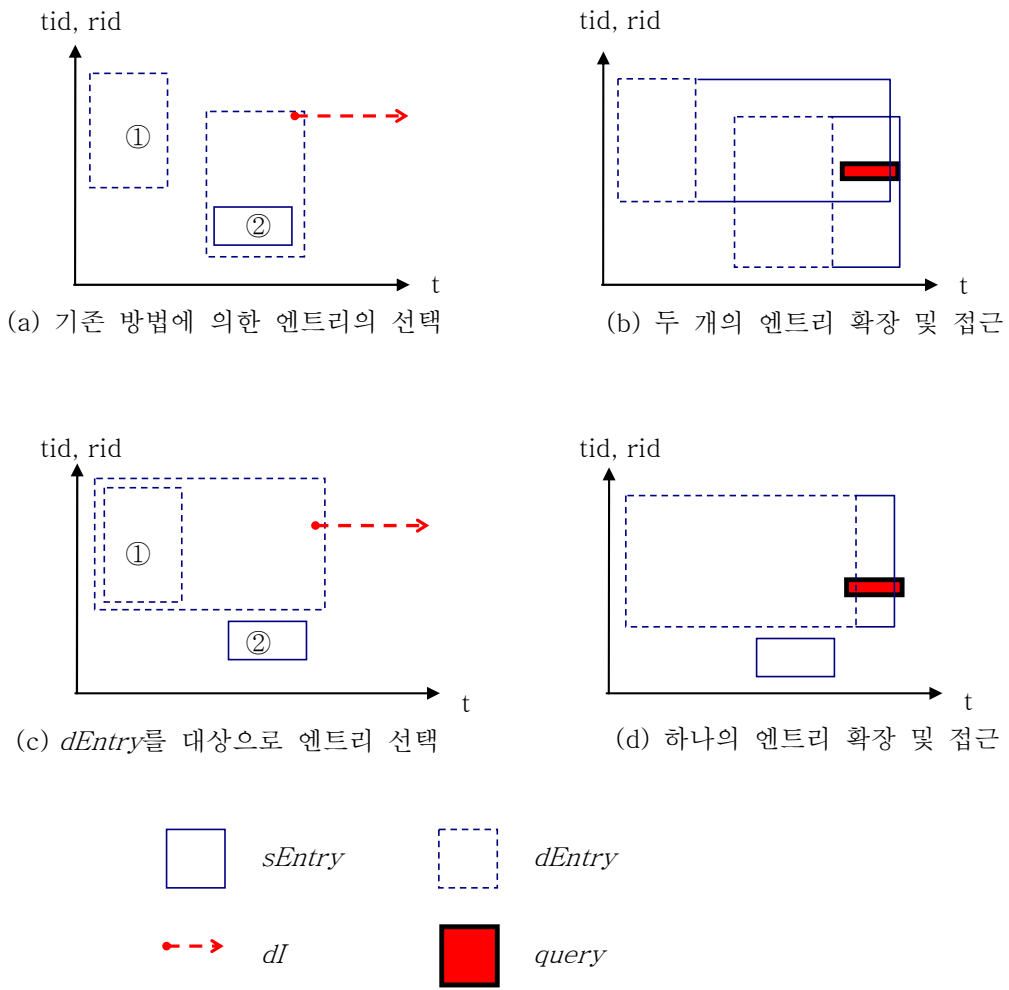 tid, rid
①
②
t
(a) 기존 방법에 의한 엔트리의 선택
tid, rid
t
(b) 두 개의 엔트리 확장 및 접근
tid, rid
①
②
t
(c) dEntry를 대상으로 엔트리 선택
tid, rid
t
(d) 하나의 엔트리 확장 및 접근
sEntry
dEntry
dI
query